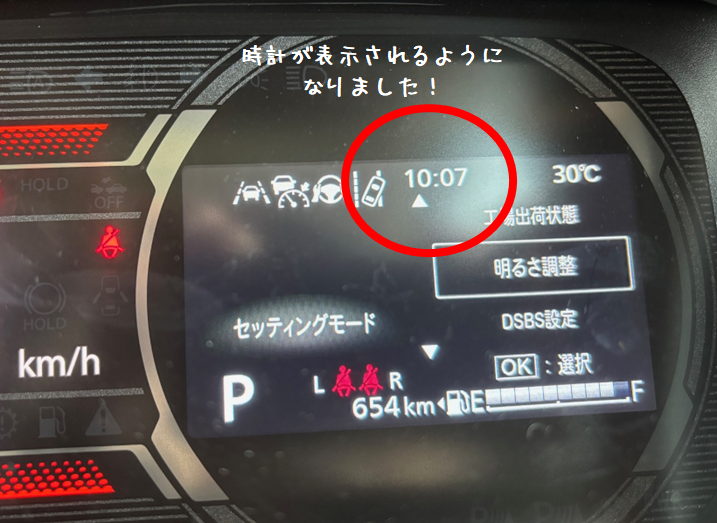 時計が表示されるように
なりました！
HOLD
OFF
10:07
30℃
工場出荷状態
明るさ調整
セッティングモード
DSBS設定
HOLD
km/h
OK：選択
P
L R
654km
E F